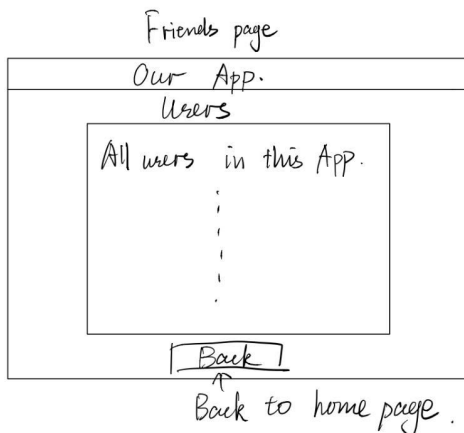 Friends page
Our App.
Users
All users in this App.
Back
Back to home page.